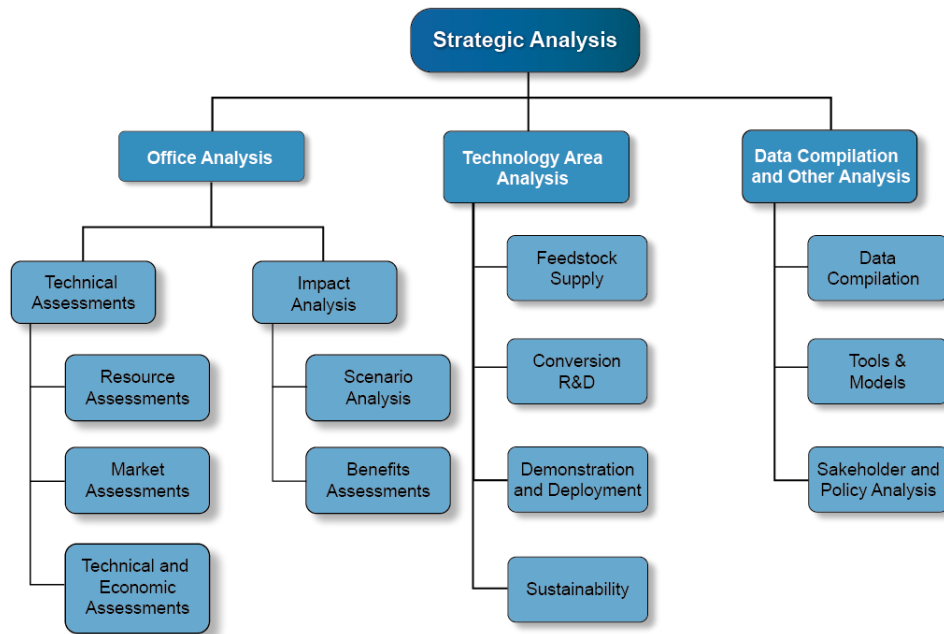 Strategic Analysis
Office Analysis
Technology Area
Analysis
Data Compilation
and Other Analysis
Technical
Assessments
Resource
Assessments
Market
Assessments
Technical and
Economic
Assessments
Impact
Analysis
Scenario
Analysis
Benefits
Assessments
Feedstock
Supply
Conversion
R&D
Demonstration
and Deployment
Sustainability
Data
Compilation
Tools &
Models
Sakeholder and
Policy Analysis